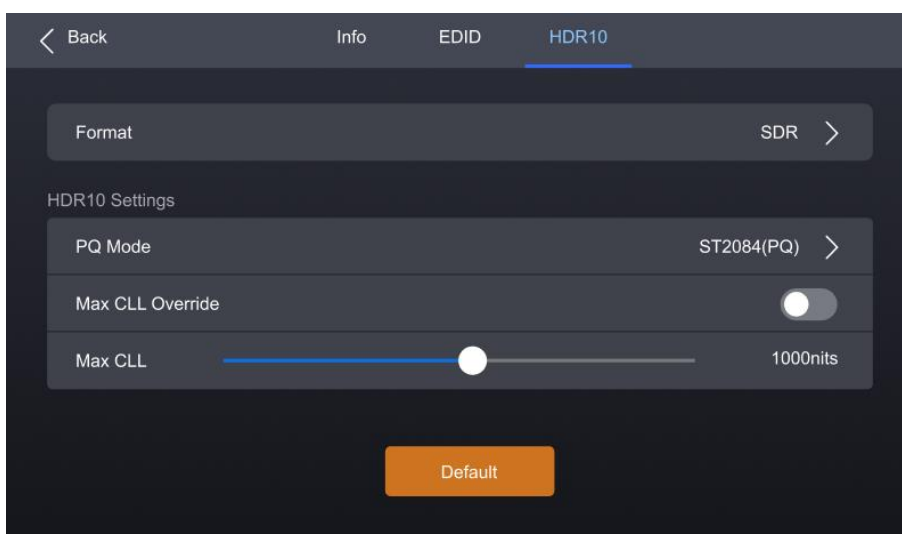 Back Info EDID HDR10
Format SDR
HDR10 Settings
PQ Mode ST2084(PQ)
Max CLL Override
Max CLL 1000nits
Default